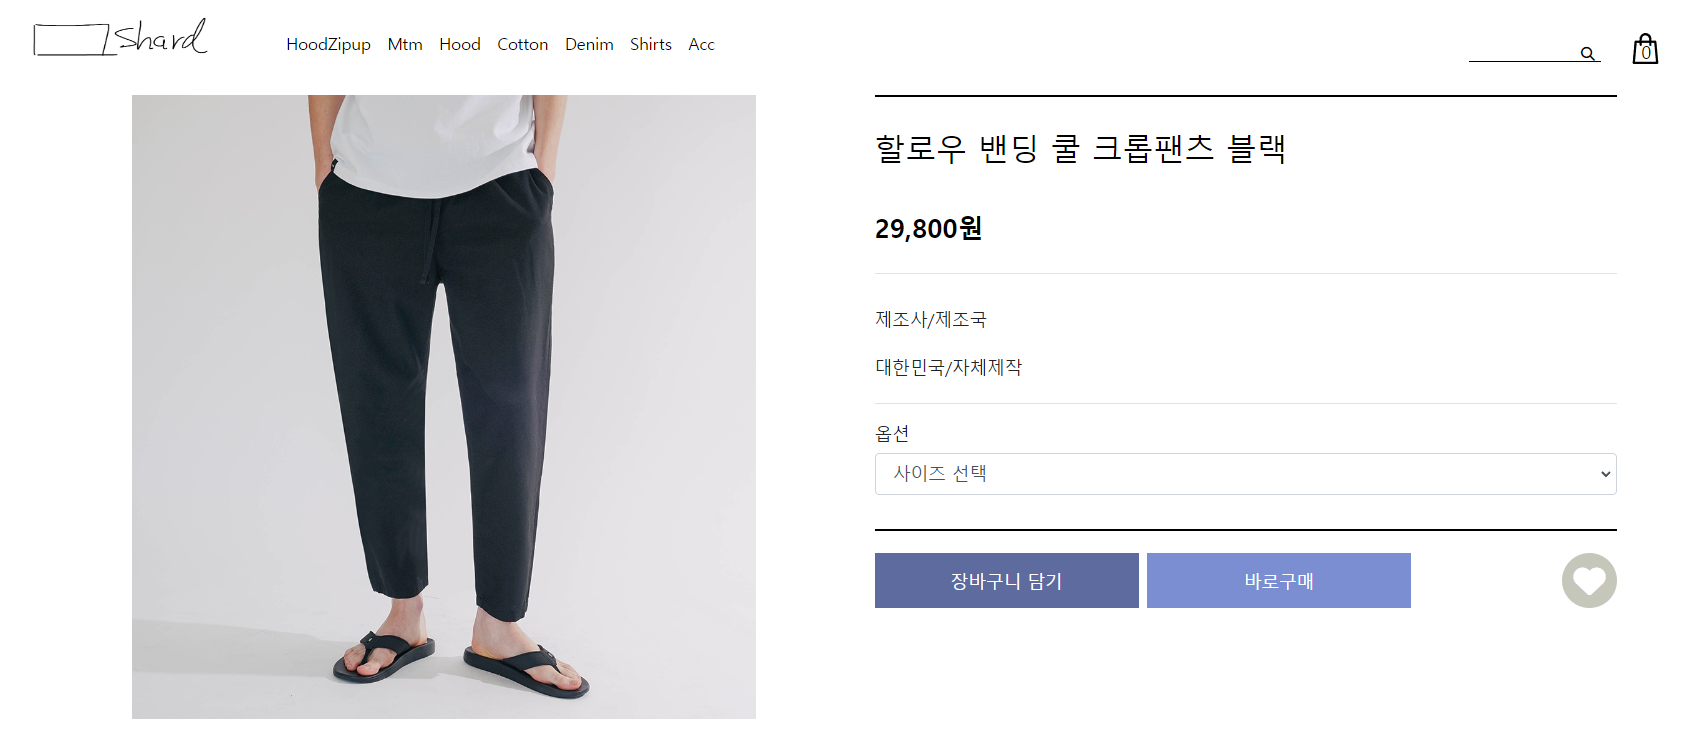 Shard
HoodZipup Mtm Hood Cotton Denim Shirts Acc
0
할로우 밴딩 쿨 크롭팬츠 블랙
29,800원
제조사/제조국
대한민국/자체제작
옵션
사이즈 선택
장바구니 담기 바로구매